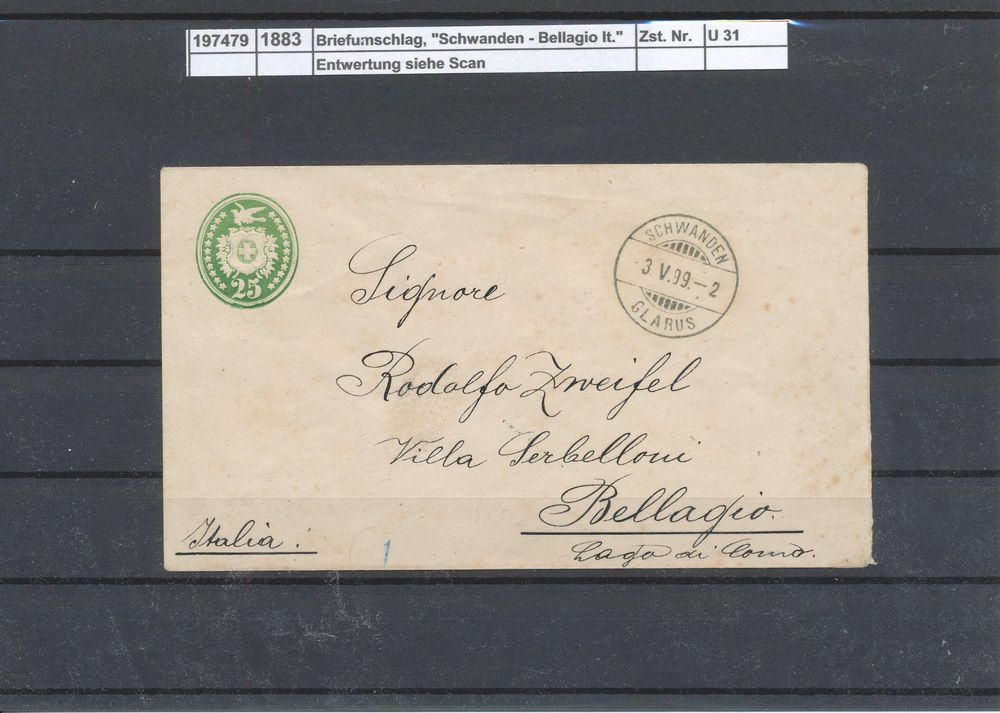 197479 1883 Briefumschlag, "Schwanden - Bellagio It." Zst. Nr. U 31
Entwertung siehe Scan
25
SCHWANDEN
3 V.99.-2
GLARUS
Signore
Rodolfo Zweifel
Villa Serbelloni
Bellagio.
Italia.
1
Lago di Como.